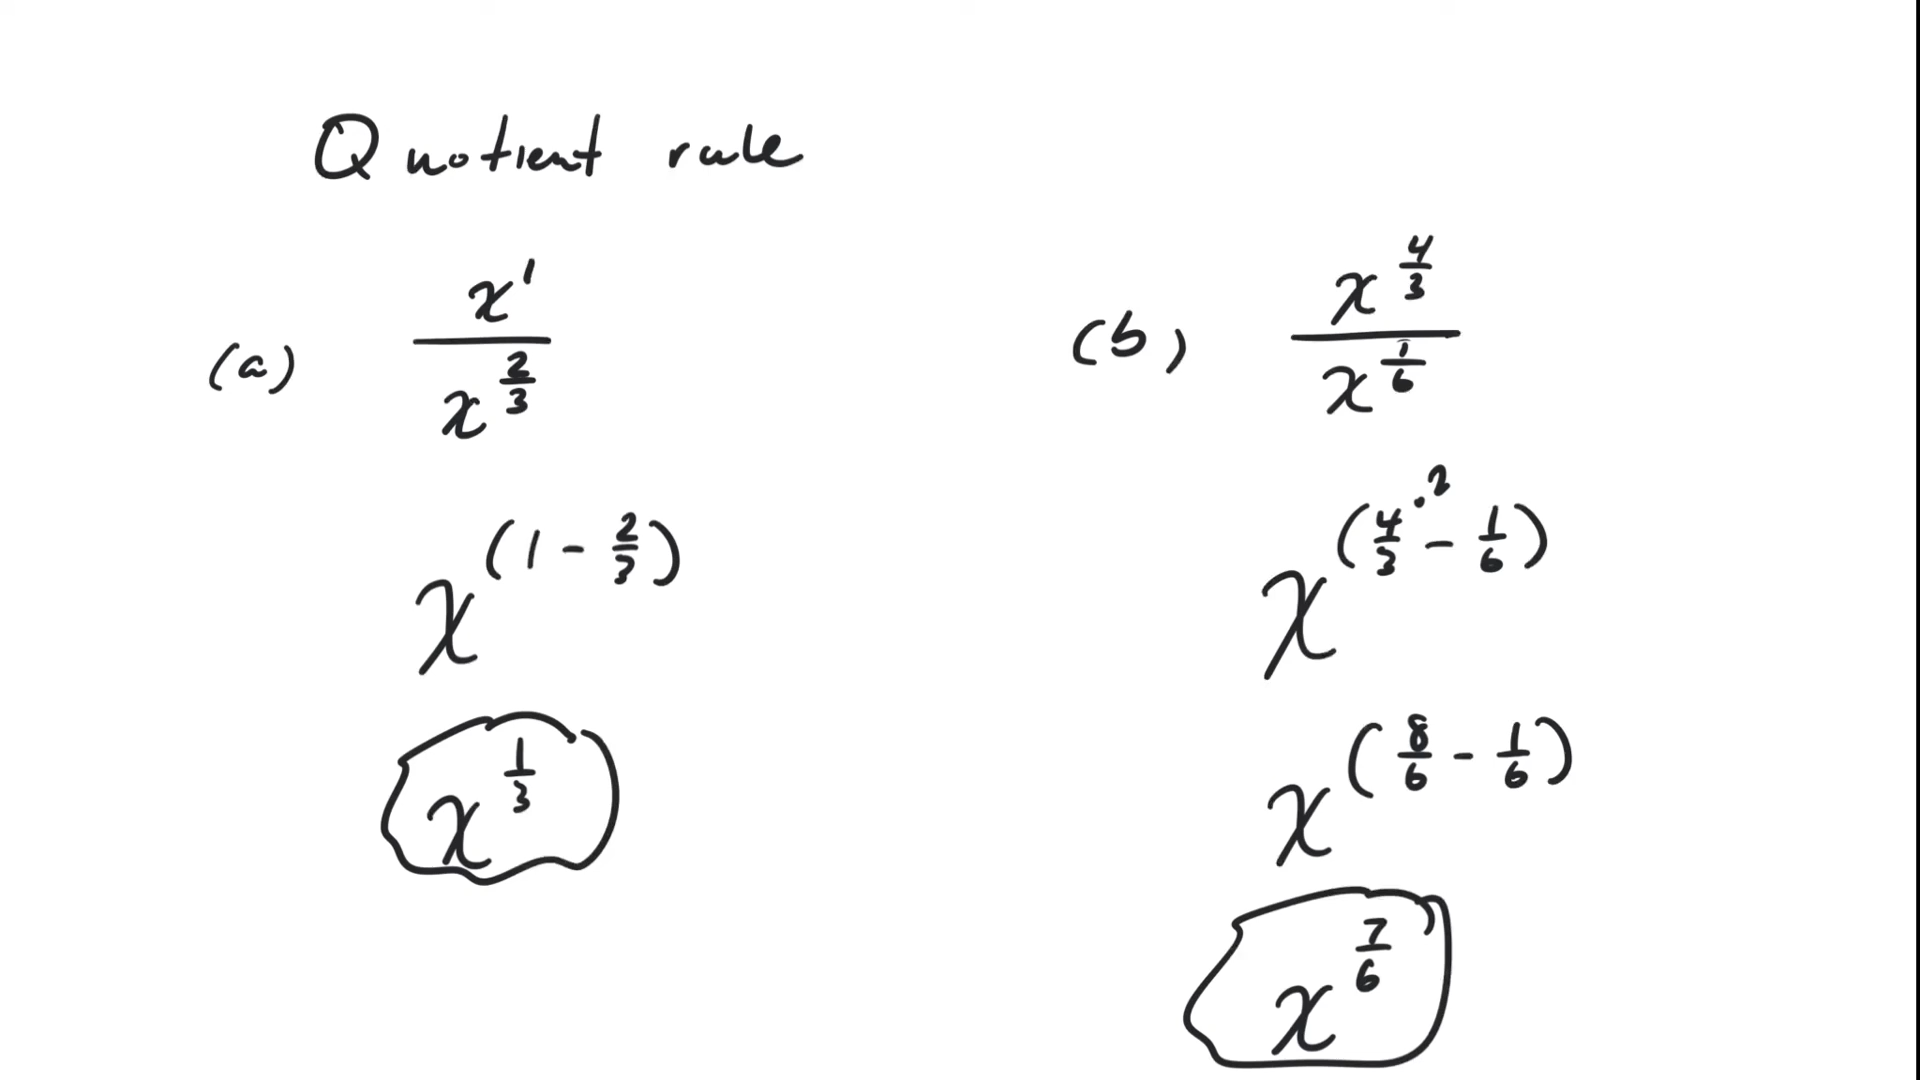 Quotient rule
(a) x^1 / x^(2/3)
x^(1 - 2/3)
x^(1/3)
(b) x^(4/3) / x^(1/6)
x^(4/3 ·2 - 1/6)
x^(8/6 - 1/6)
x^(7/6)